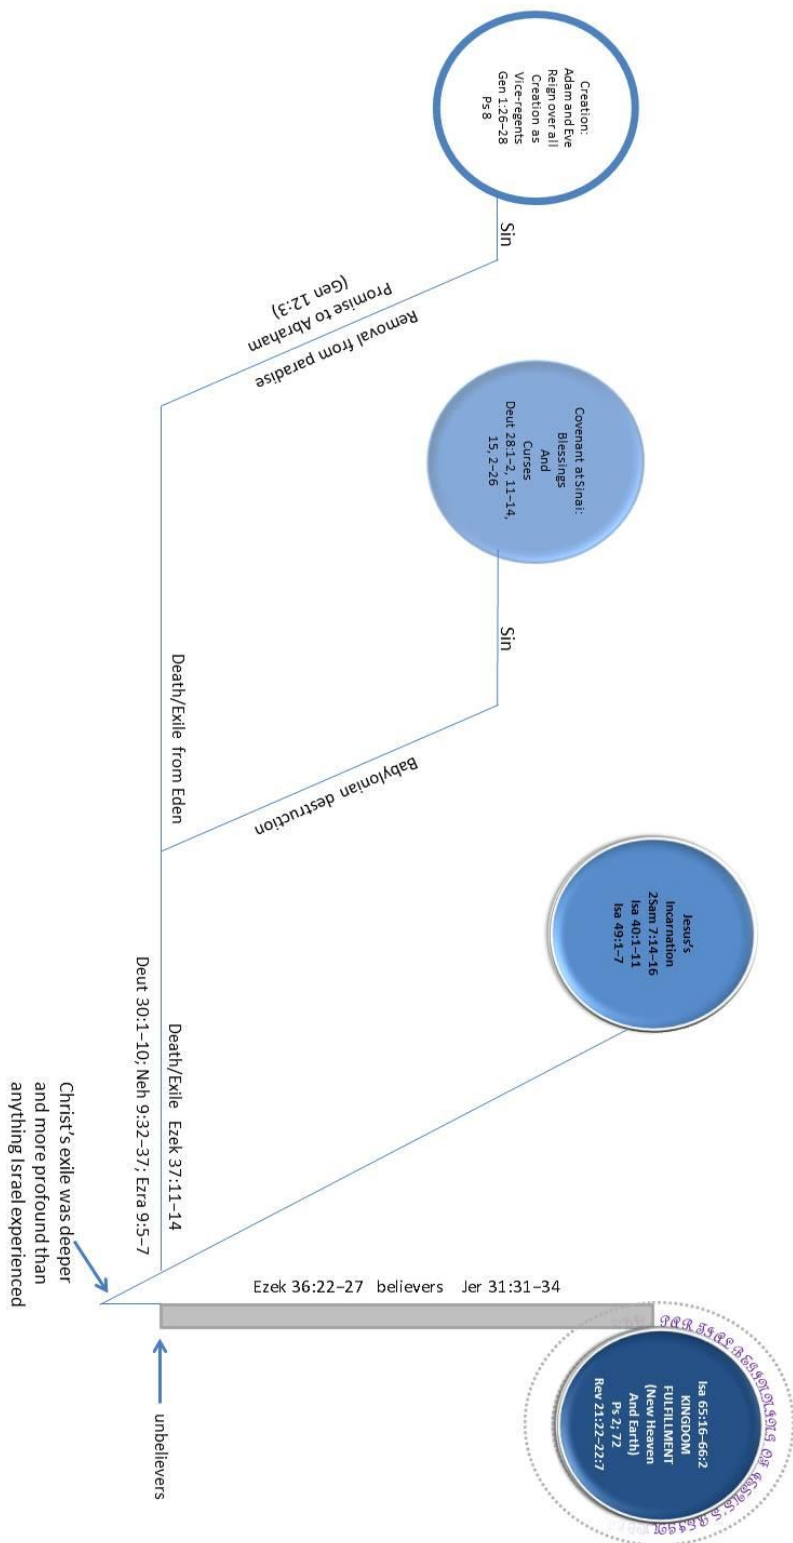 Creation:
Adam and Eve
Reign over all
Creation as
Vice-regents
Gen 1:26–28
Ps 8
Sin
Removal from paradise
Promise to Abraham
(Gen 12:3)
Covenant at Sinai:
Blessings
And
Curses
Deut 28:1–2, 11–14,
15, 2–26
Sin
Death/Exile from Eden
Babylonian destruction
Jesus's
Incarnation
2Sam 7:14–16
Isa 40:1–11
Isa 49:1–7
Death/Exile Ezek 37:11–14
Deut 30:1–10; Neh 9:32–37; Ezra 9:5–7
Christ's exile was deeper
and more profound than
anything Israel experienced
Ezek 36:22–27 believers Jer 31:31–34
unbelievers
Isa 65:16–66:2
KINGDOM
FULFILLMENT
(New Heaven
And Earth)
Ps 2; 72
Rev 21:22–22:7